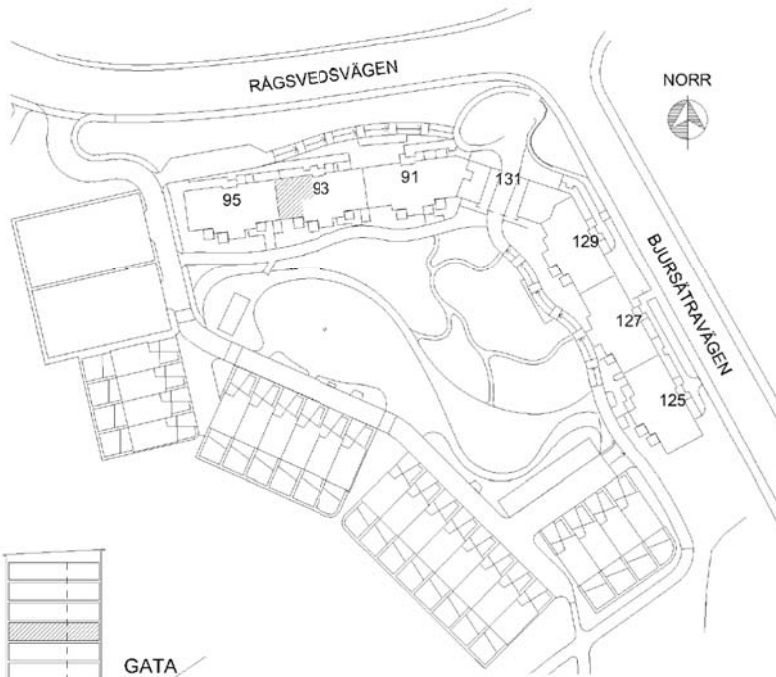 RÅGSVEDSVÄGEN
NORR
91
131
93
95
129
BJURSÄTRAVÄGEN
127
125
GATA